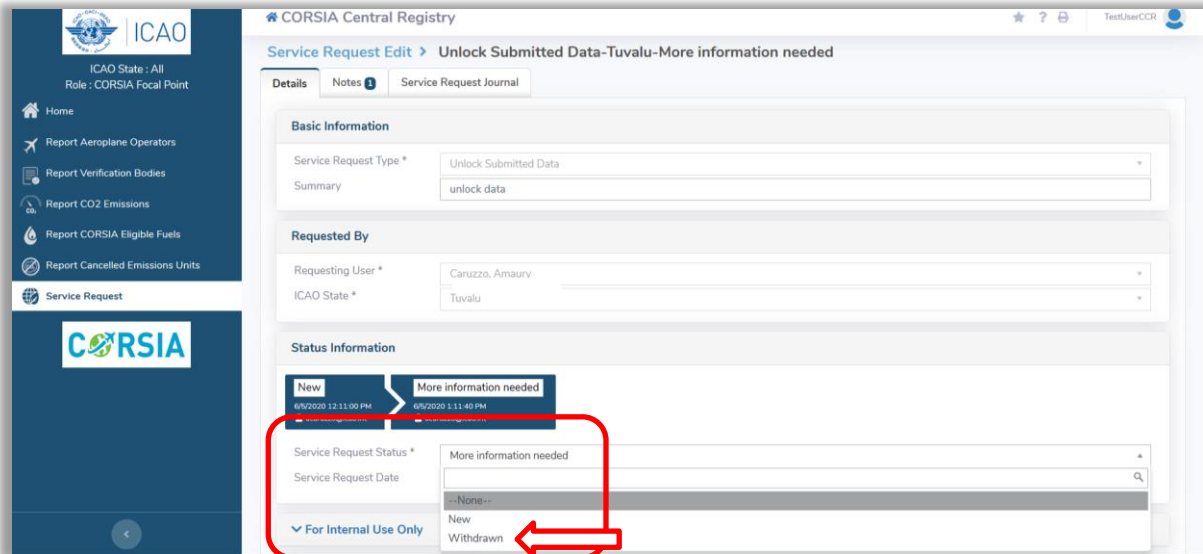 ICAO
CORSIA Central Registry
TestUserCCR
ICAO State : All
Role : CORSIA Focal Point
Home
Report Aeroplane Operators
Report Verification Bodies
CO₂
Report CO2 Emissions
Report CORSIA Eligible Fuels
Report Cancelled Emissions Units
Service Request
CORSIA
Service Request Edit > Unlock Submitted Data-Tuvalu-More information needed
Details Notes 1 Service Request Journal
Basic Information
Service Request Type * Unlock Submitted Data
Summary unlock data
Requested By
Requesting User * Caruzzo, Amaury
ICAO State * Tuvalu
Status Information
New More information needed
6/5/2020 12:11:00 PM 6/5/2020 1:11:40 PM
Service Request Status * More information needed
Service Request Date
--None--
New
For Internal Use Only
Withdrawn